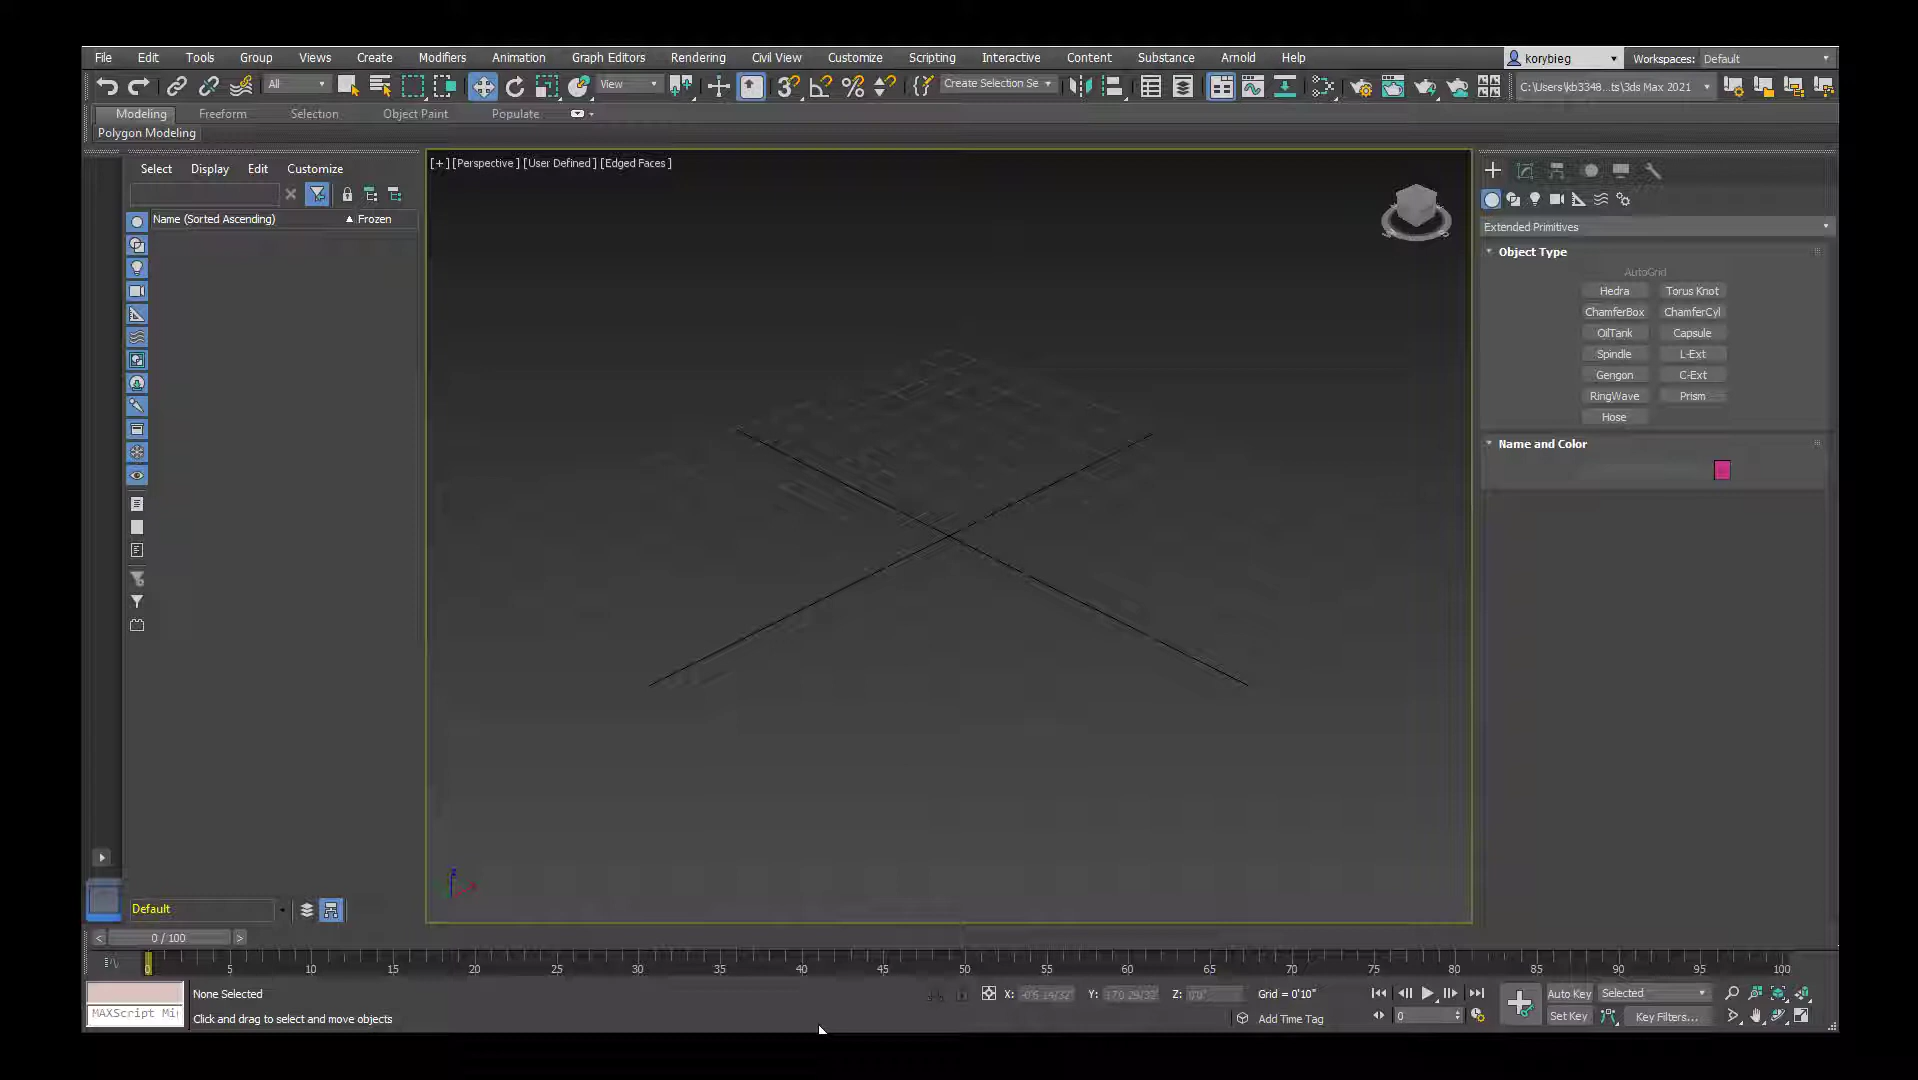 File Edit Tools Group Views Create Modifiers Animation Graph Editors Rendering Civil View Customize Scripting Interactive Content Substance Arnold Help korybieg Workspaces: Default
All View Create Selection Se C:\Users\kb3348...ts\3ds Max 2021
Modeling Freeform Selection Object Paint Populate
Polygon Modeling
Select Display Edit Customize
Name (Sorted Ascending) Frozen
[+] [Perspective ] [User Defined ] [Edged Faces ]
Extended Primitives
Object Type
AutoGrid
Hedra Torus Knot
ChamferBox ChamferCyl
OilTank Capsule
Spindle L-Ext
Gengon C-Ext
RingWave Prism
Hose
Name and Color
Default
< 0 / 100 >
0 5 10 15 20 25 30 35 40 45 50 55 60 65 70 75 80 85 90 95 100
None Selected X: Y: Z: 0'0" Grid = 0'10" Auto Key Selected
MAXScript Mi Click and drag to select and move objects Add Time Tag 0 Set Key Key Filters...